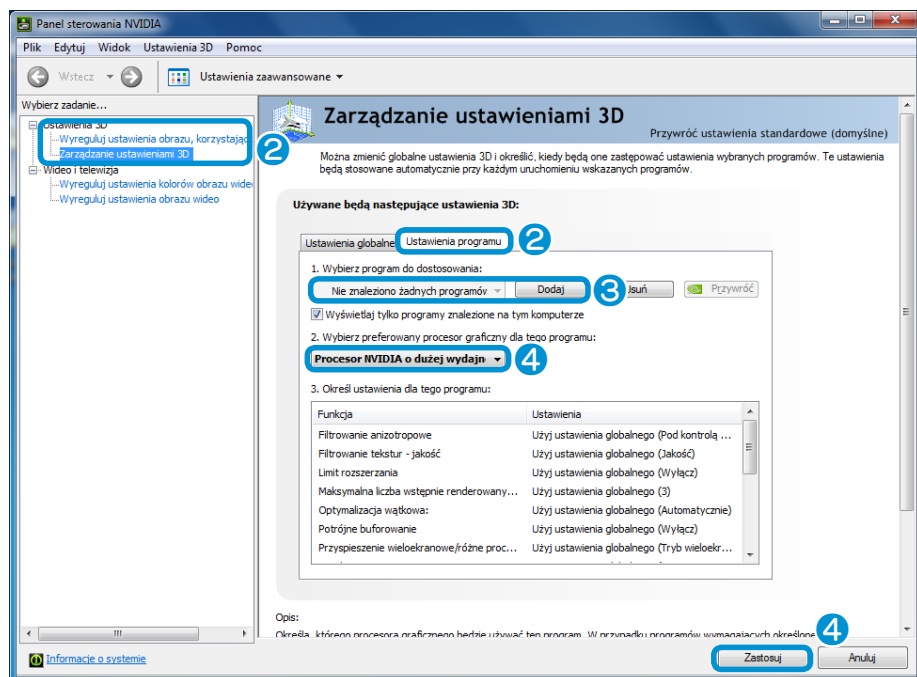 Panel sterowania NVIDIA
Plik Edytuj Widok Ustawienia 3D Pomoc
Wstecz Ustawienia zaawansowane
Wybierz zadanie...
Ustawienia 3D
Wyreguluj ustawienia obrazu, korzystając
Zarządzanie ustawieniami 3D
2
Wideo i telewizja
Wyreguluj ustawienia kolorów obrazu wide
Wyreguluj ustawienia obrazu wideo
Zarządzanie ustawieniami 3D
Przywróć ustawienia standardowe (domyślne)
Można zmienić globalne ustawienia 3D i określić, kiedy będą one zastępować ustawienia wybranych programów. Te ustawienia
będą stosowane automatycznie przy każdym uruchomieniu wskazanych programów.
Używane będą następujące ustawienia 3D:
Ustawienia globalne Ustawienia programu 2
1. Wybierz program do dostosowania:
Nie znaleziono żadnych programów Dodaj 3 Usuń Przywróć
Wyświetlaj tylko programy znalezione na tym komputerze
2. Wybierz preferowany procesor graficzny dla tego programu:
Procesor NVIDIA o dużej wydajn 4
3. Określ ustawienia dla tego programu:
Funkcja Ustawienia
Filtrowanie anizotropowe Użyj ustawienia globalnego (Pod kontrolą ...
Filtrowanie tekstur - jakość Użyj ustawienia globalnego (Jakość)
Limit rozszerzania Użyj ustawienia globalnego (Wyłącz)
Maksymalna liczba wstępnie renderowany... Użyj ustawienia globalnego (3)
Optymalizacja wątkowa: Użyj ustawienia globalnego (Automatycznie)
Potrójne buforowanie Użyj ustawienia globalnego (Wyłącz)
Przyspieszenie wieloekranowe/różne proc... Użyj ustawienia globalnego (Tryb wieloekr...
Opis:
Określa, którego procesora graficznego będzie używać ten program. W przypadku programów wymagających określone
4
Informacje o systemie
Zastosuj Anuluj